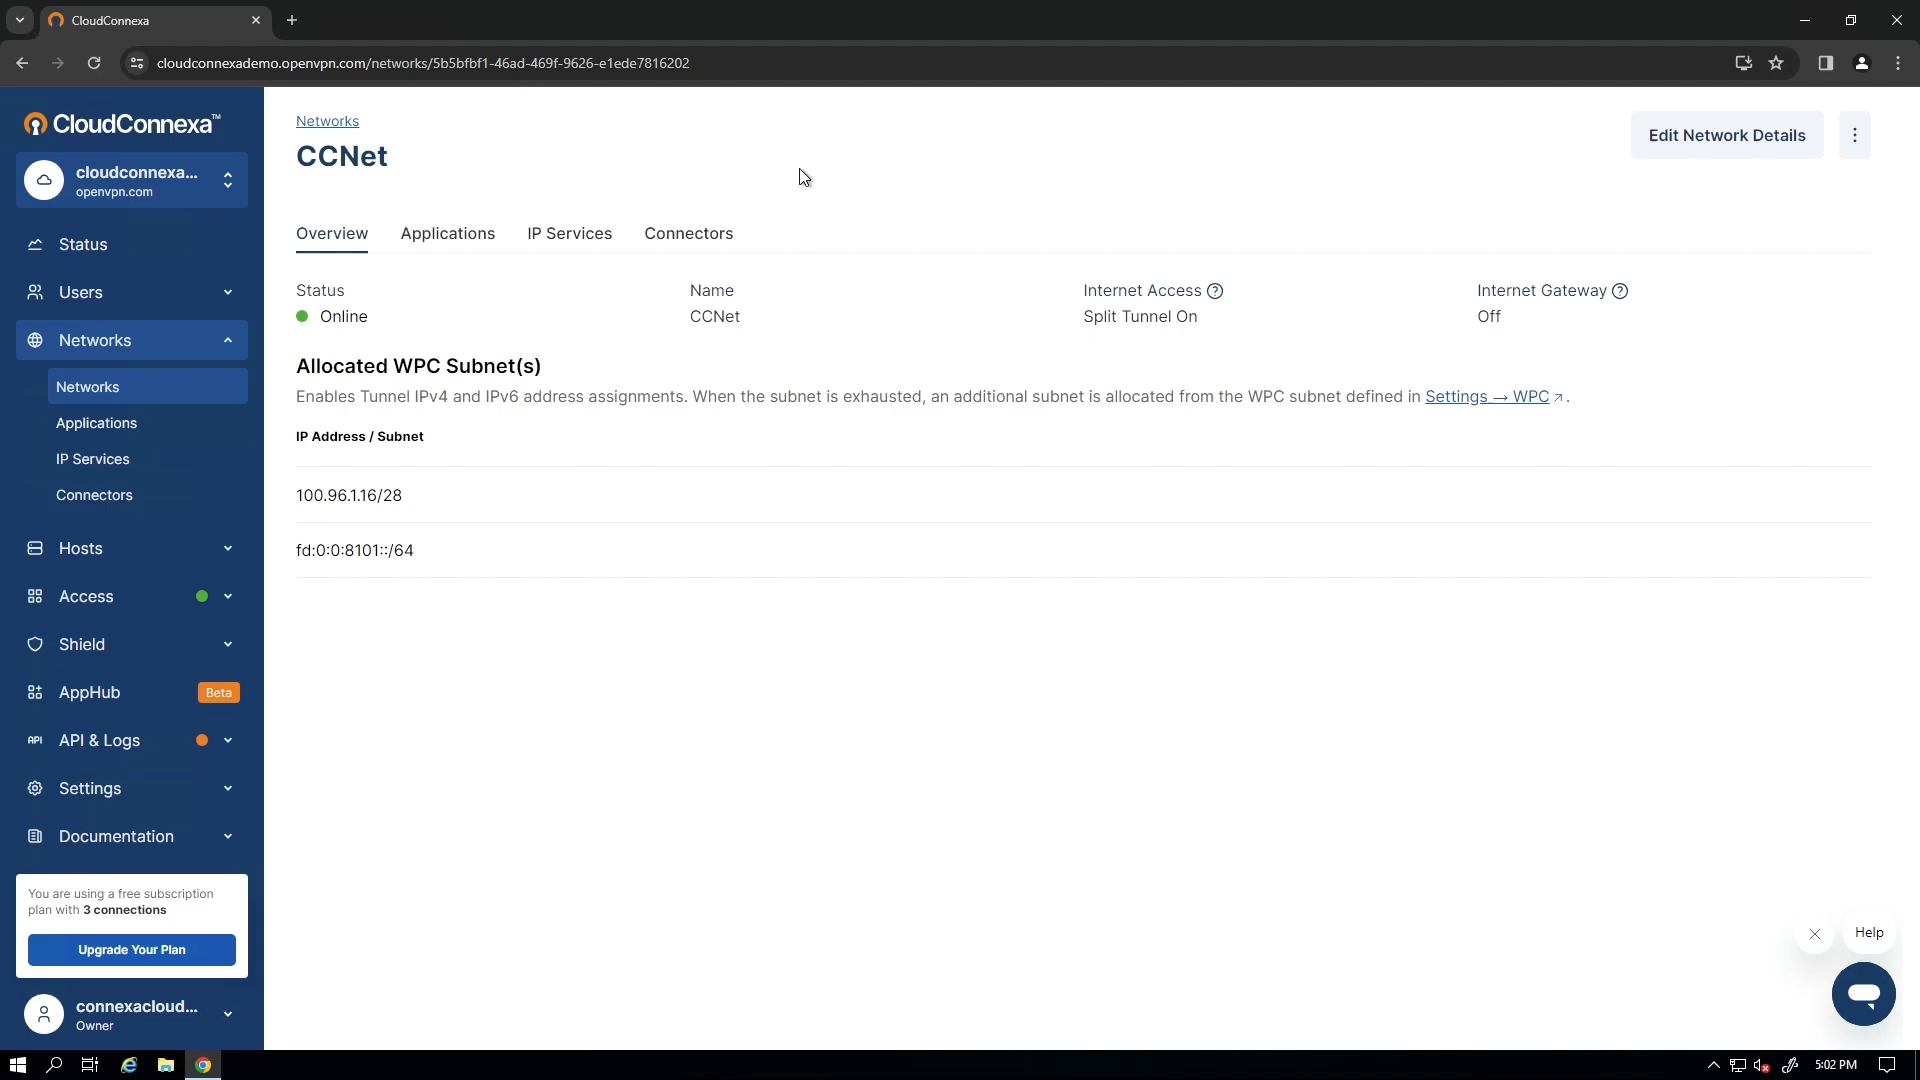 CloudConnexa
cloudconnexademo.openvpn.com/networks/5b5bfbf1-46ad-469f-9626-e1ede7816202
CloudConnexa™
cloudconnexa...
openvpn.com
Status
Users
Networks
Networks
Applications
IP Services
Connectors
Hosts
Access
Shield
AppHub
Beta
API
API & Logs
Settings
Documentation
You are using a free subscription
plan with 3 connections
Upgrade Your Plan
connexacloud...
Owner
Networks
CCNet
Edit Network Details
Overview
Applications
IP Services
Connectors
Status
Online
Name
CCNet
Internet Access
Split Tunnel On
Internet Gateway
Off
Allocated WPC Subnet(s)
Enables Tunnel IPv4 and IPv6 address assignments. When the subnet is exhausted, an additional subnet is allocated from the WPC subnet defined in Settings → WPC.
IP Address / Subnet
100.96.1.16/28
fd:0:0:8101::/64
Help
5:02 PM